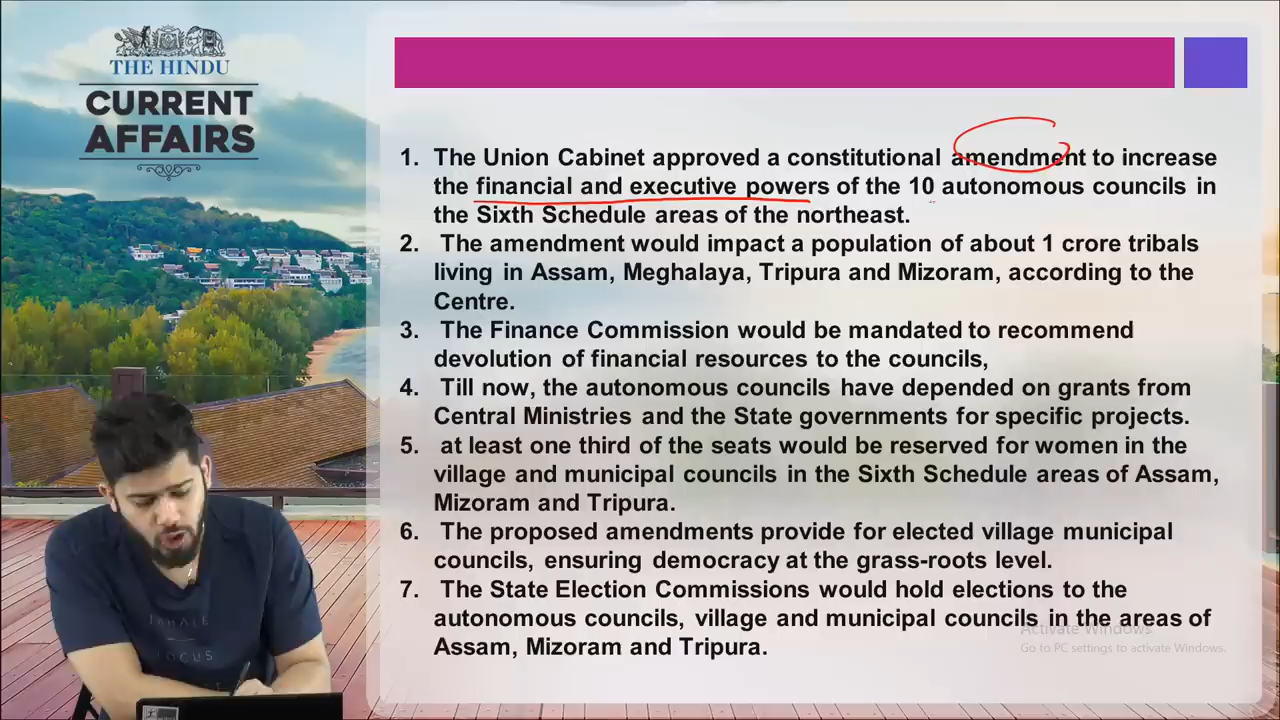 THE HINDU
CURRENT
AFFAIRS
1. The Union Cabinet approved a constitutional amendment to increase
the financial and executive powers of the 10 autonomous councils in
the Sixth Schedule areas of the northeast.
2. The amendment would impact a population of about 1 crore tribals
living in Assam, Meghalaya, Tripura and Mizoram, according to the
Centre.
3. The Finance Commission would be mandated to recommend
devolution of financial resources to the councils,
4. Till now, the autonomous councils have depended on grants from
Central Ministries and the State governments for specific projects.
5. at least one third of the seats would be reserved for women in the
village and municipal councils in the Sixth Schedule areas of Assam,
Mizoram and Tripura.
6. The proposed amendments provide for elected village municipal
councils, ensuring democracy at the grass-roots level.
7. The State Election Commissions would hold elections to the
autonomous councils, village and municipal councils in the areas of
Assam, Mizoram and Tripura.
Activate Windows
Go to PC settings to activate Windows.
INHALE
FOCUS